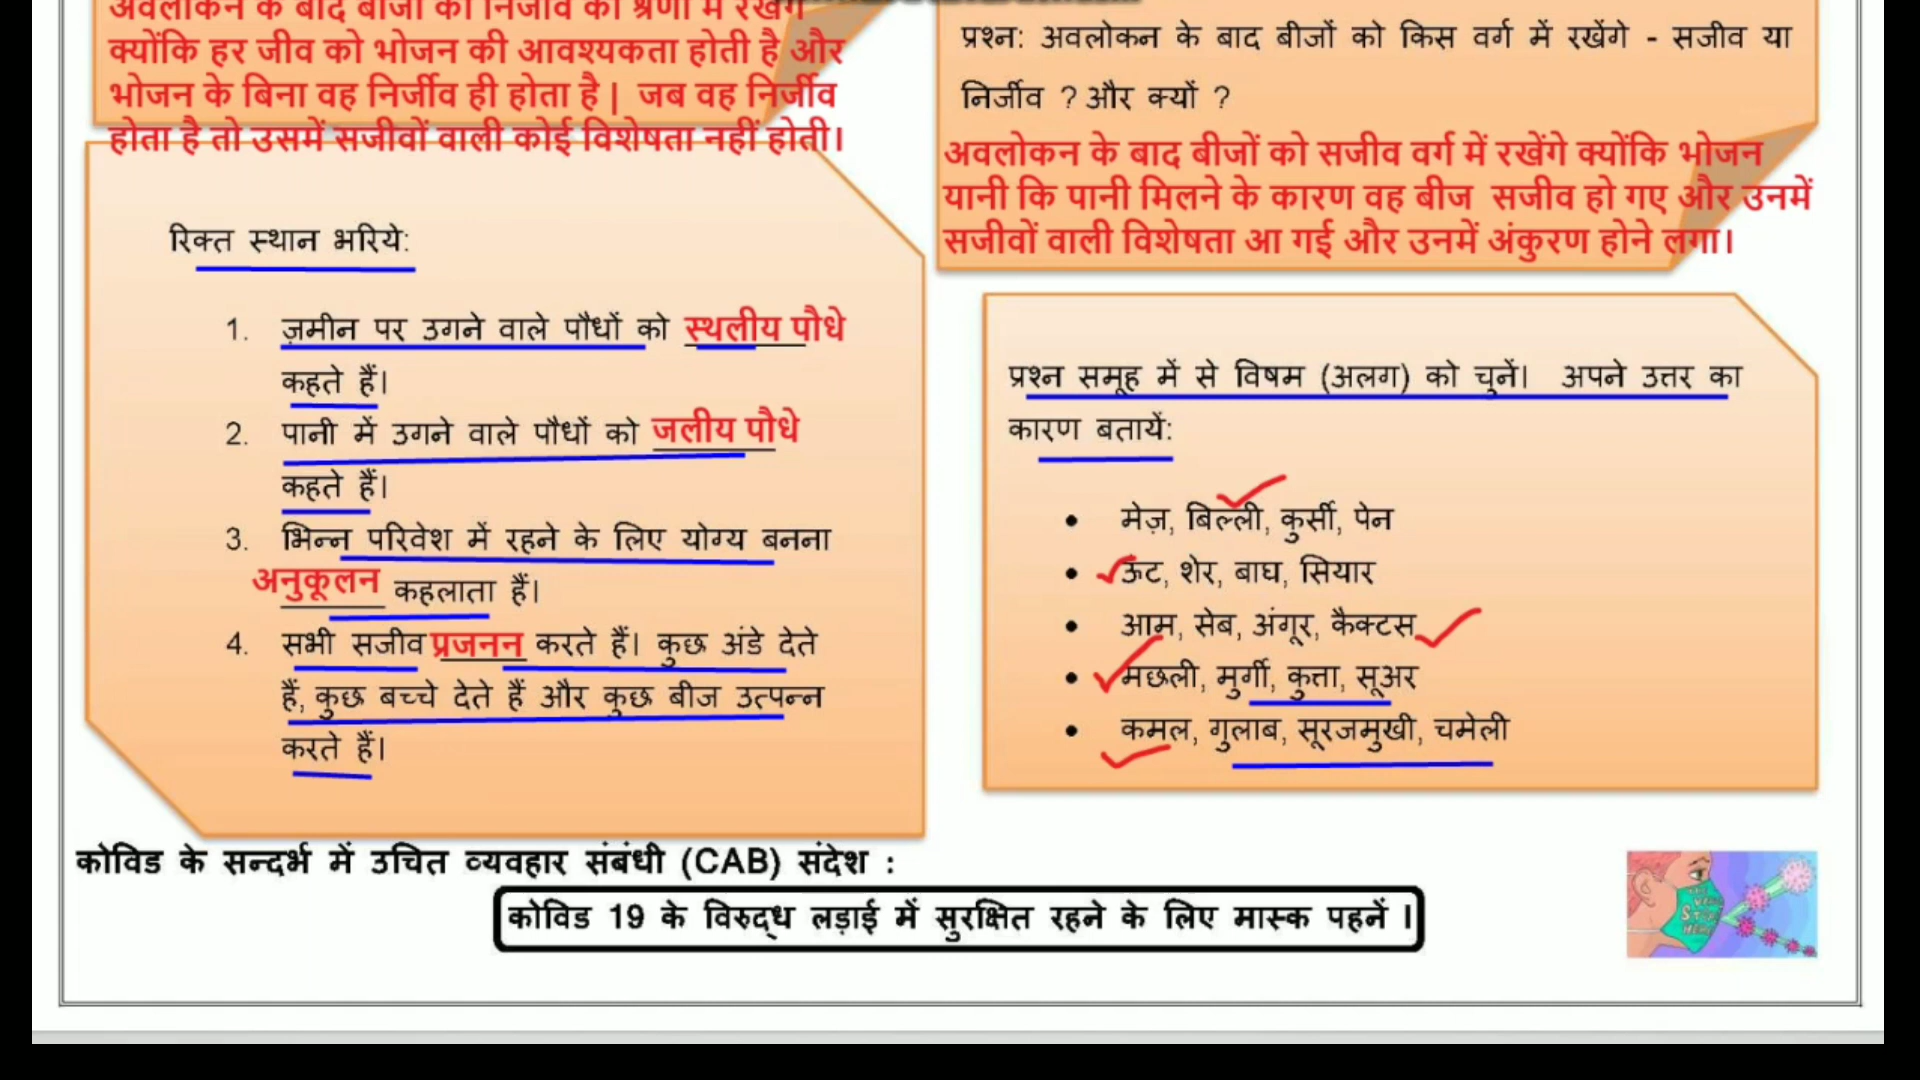 अवलोकन के बाद बीजों को निर्जीव की श्रेणी में रखेंगे
क्योंकि हर जीव को भोजन की आवश्यकता होती है और
भोजन के बिना वह निर्जीव ही होता है | जब वह निर्जीव
होता है तो उसमें सजीवों वाली कोई विशेषता नहीं होती।
प्रश्न: अवलोकन के बाद बीजों को किस वर्ग में रखेंगे - सजीव या
निर्जीव ? और क्यों ?
अवलोकन के बाद बीजों को सजीव वर्ग में रखेंगे क्योंकि भोजन
यानी कि पानी मिलने के कारण वह बीज सजीव हो गए और उनमें
सजीवों वाली विशेषता आ गई और उनमें अंकुरण होने लगा।
रिक्त स्थान भरिये:
1. ज़मीन पर उगने वाले पौधों को स्थलीय पौधे
कहते हैं।
2. पानी में उगने वाले पौधों को जलीय पौधे
कहते हैं।
3. भिन्न परिवेश में रहने के लिए योग्य बनना
अनुकूलन कहलाता हैं।
4. सभी सजीव प्रजनन करते हैं। कुछ अंडे देते
हैं, कुछ बच्चे देते हैं और कुछ बीज उत्पन्न
करते हैं।
प्रश्न समूह में से विषम (अलग) को चुनें। अपने उत्तर का
कारण बतायें:
• मेज़, बिल्ली, कुर्सी, पेन
• ऊंट, शेर, बाघ, सियार
• आम, सेब, अंगूर, कैक्टस
• मछली, मुर्गी, कुत्ता, सूअर
• कमल, गुलाब, सूरजमुखी, चमेली
कोविड के सन्दर्भ में उचित व्यवहार संबंधी (CAB) संदेश :
कोविड 19 के विरुद्ध लड़ाई में सुरक्षित रहने के लिए मास्क पहनें ।